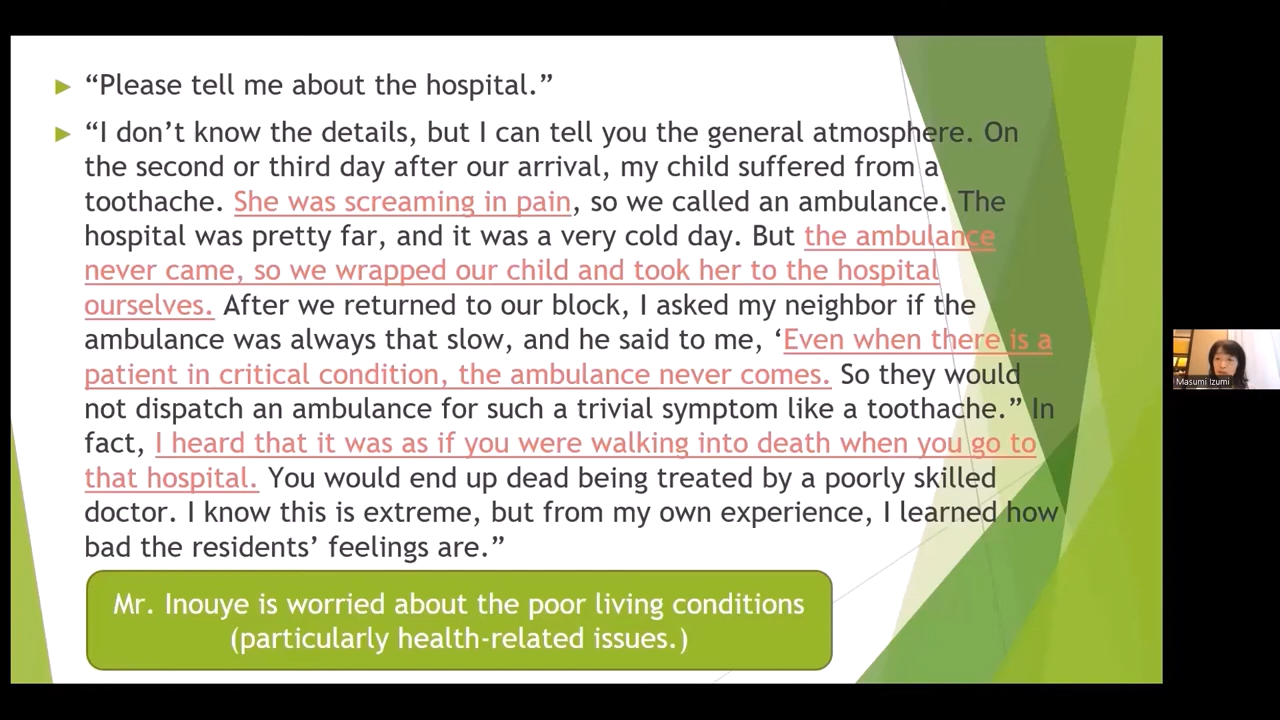 “Please tell me about the hospital.”
“I don’t know the details, but I can tell you the general atmosphere. On
the second or third day after our arrival, my child suffered from a
toothache. She was screaming in pain, so we called an ambulance. The
hospital was pretty far, and it was a very cold day. But the ambulance
never came, so we wrapped our child and took her to the hospital
ourselves. After we returned to our block, I asked my neighbor if the
ambulance was always that slow, and he said to me, ‘Even when there is a
patient in critical condition, the ambulance never comes. So they would
not dispatch an ambulance for such a trivial symptom like a toothache.” In
fact, I heard that it was as if you were walking into death when you go to
that hospital. You would end up dead being treated by a poorly skilled
doctor. I know this is extreme, but from my own experience, I learned how
bad the residents’ feelings are.”
Mr. Inouye is worried about the poor living conditions
(particularly health-related issues.)
Masumi Izumi